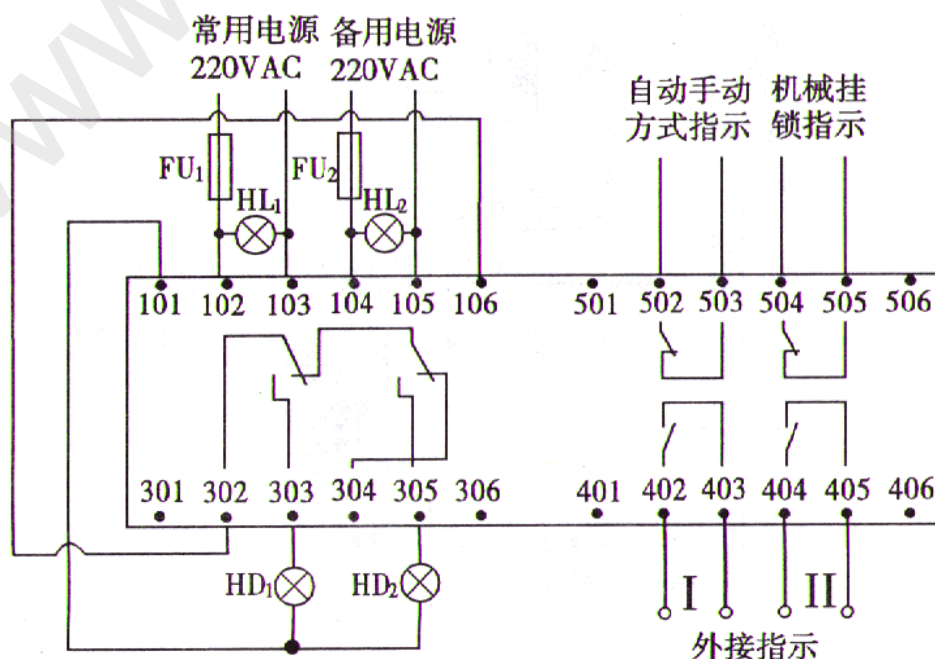 常用电源 备用电源
220VAC 220VAC
自动手动 机械挂
方式指示 锁指示
FU₁ FU₂
HL₁ HL₂
101 102 103 104 105 106 501 502 503 504 505 506
301 302 303 304 305 306 401 402 403 404 405 406
HD₁ HD₂ I II
外接指示